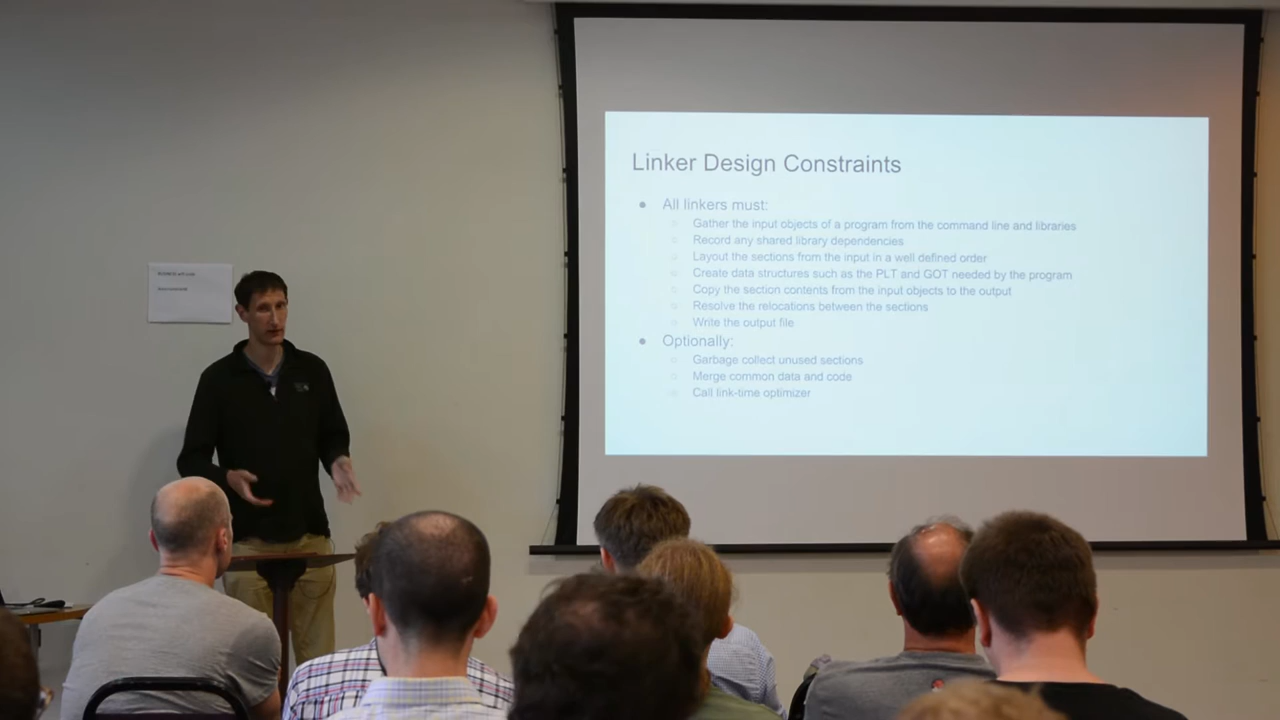 Linker Design Constraints
● All linkers must:
○ Gather the input objects of a program from the command line and libraries
○ Record any shared library dependencies
○ Layout the sections from the input in a well defined order
○ Create data structures such as the PLT and GOT needed by the program
○ Copy the section contents from the input objects to the output
○ Resolve the relocations between the sections
○ Write the output file
● Optionally:
○ Garbage collect unused sections
○ Merge common data and code
○ Call link-time optimizer